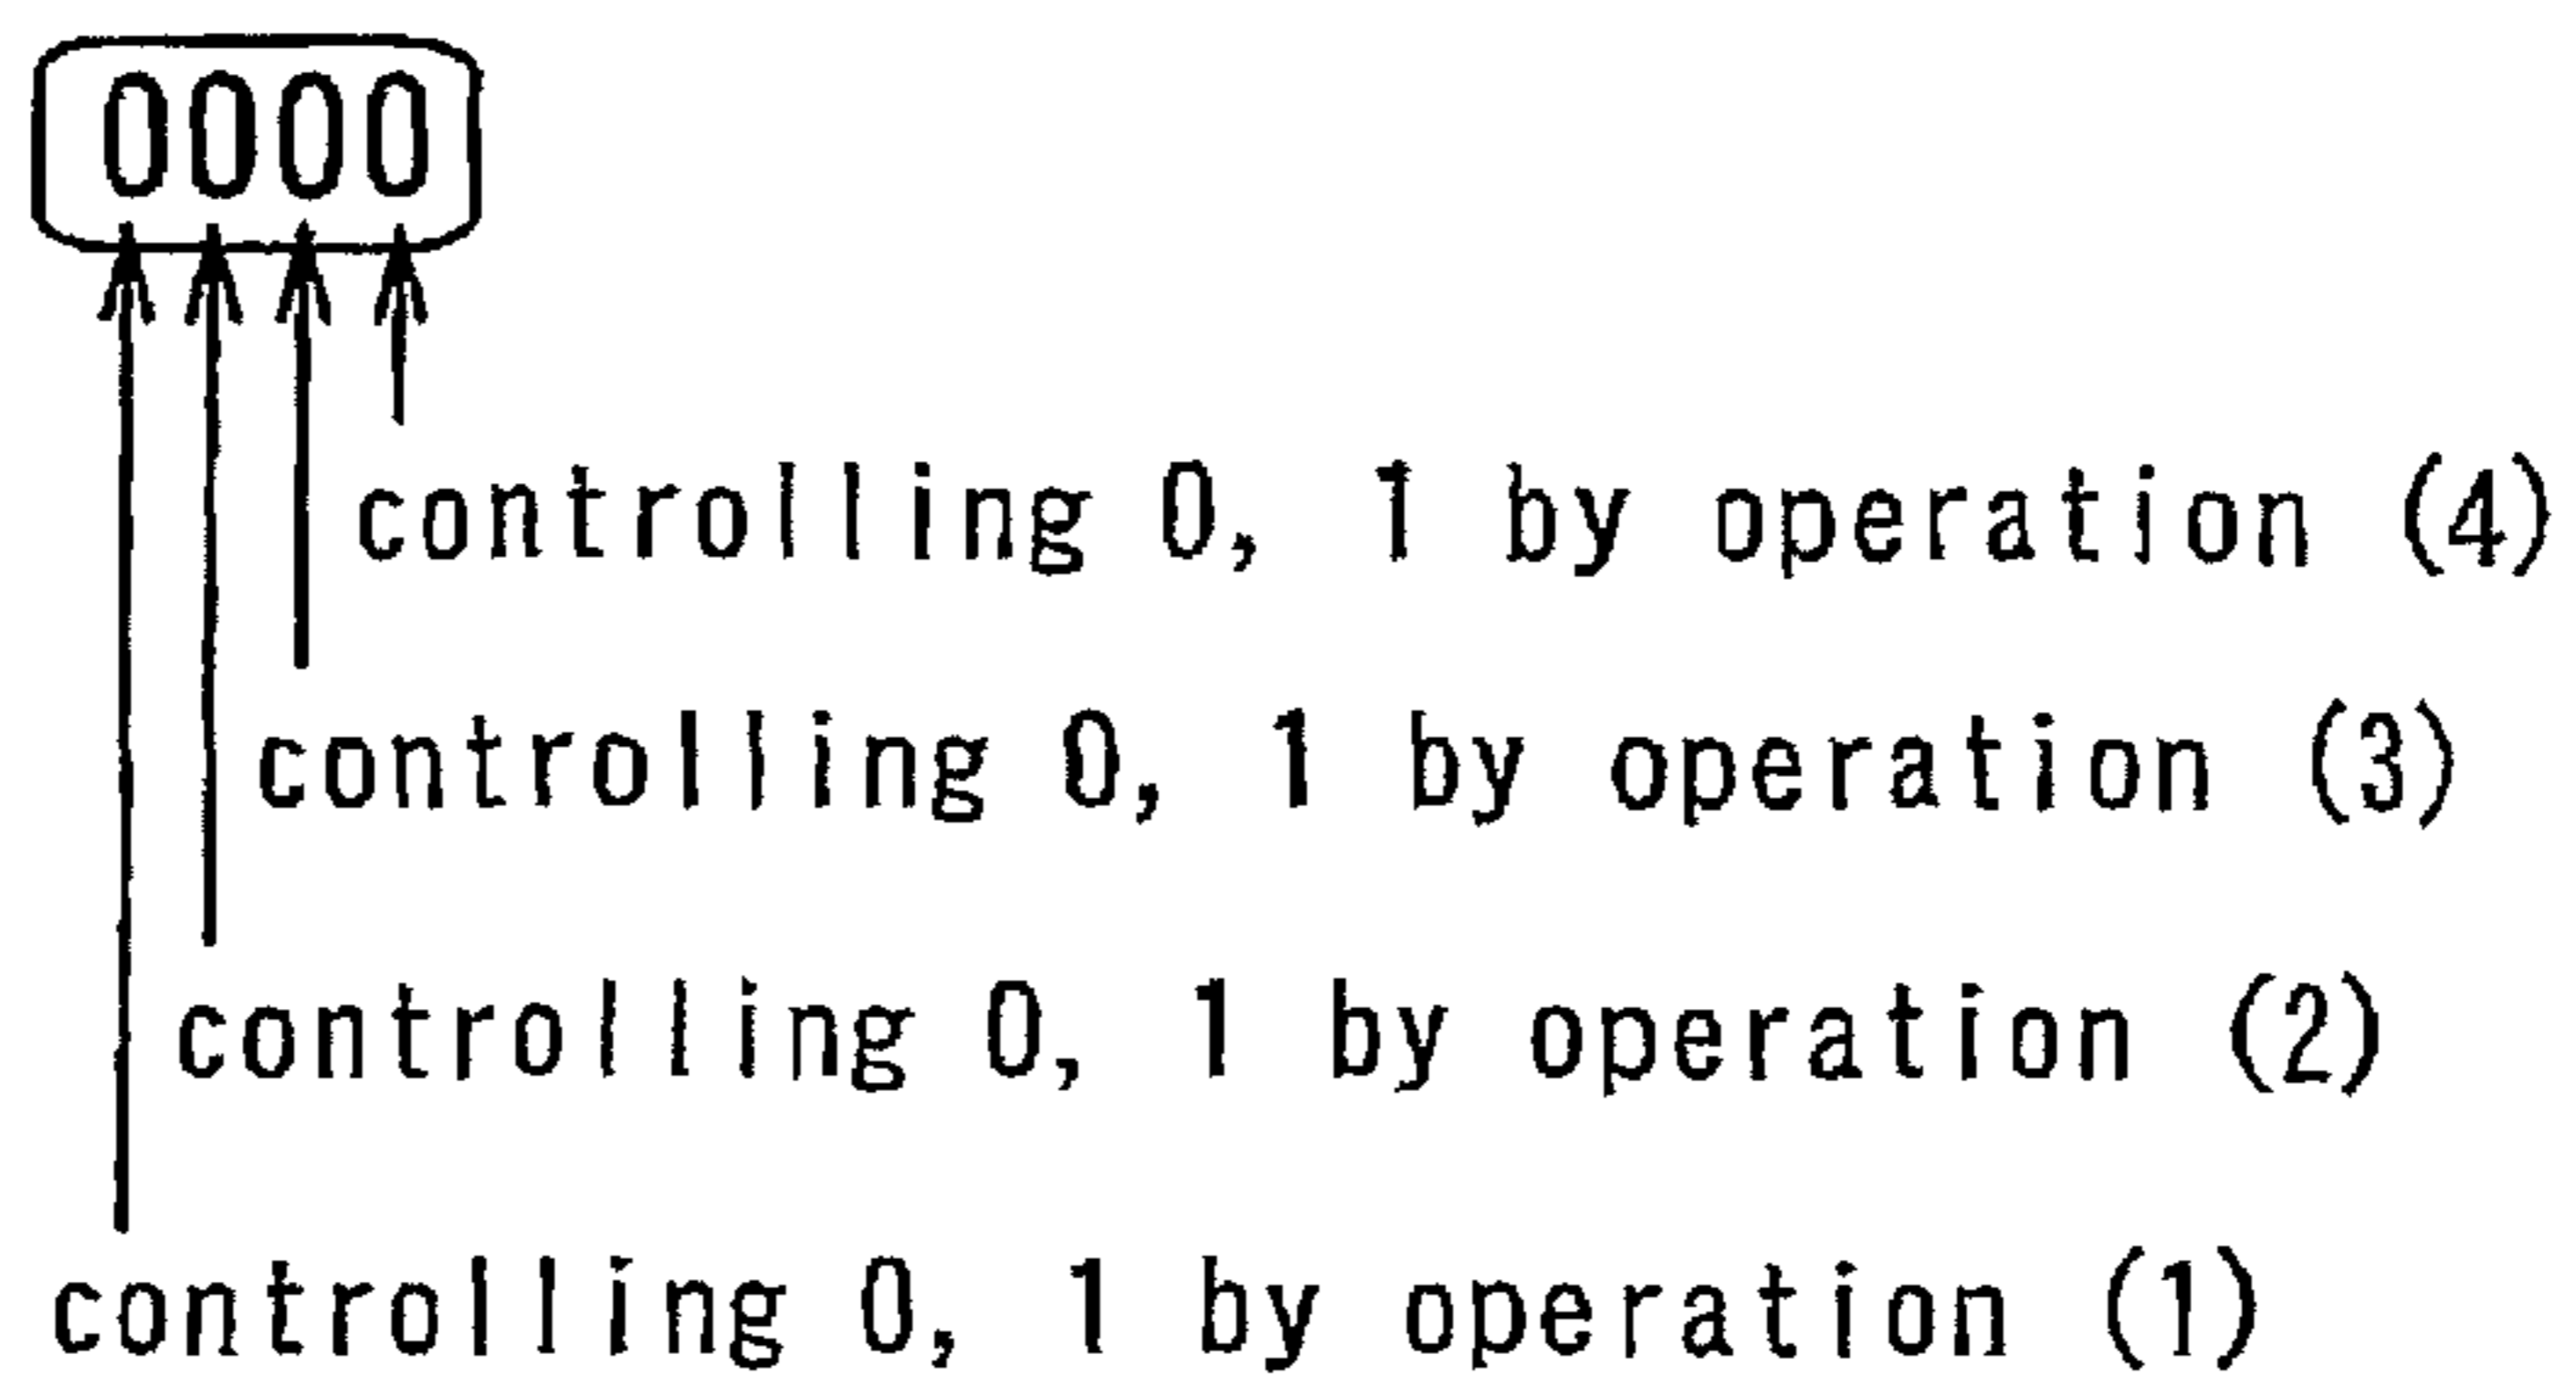 0000
controlling 0, 1 by operation (4)
controlling 0, 1 by operation (3)
controlling 0, 1 by operation (2)
controlling 0, 1 by operation (1)